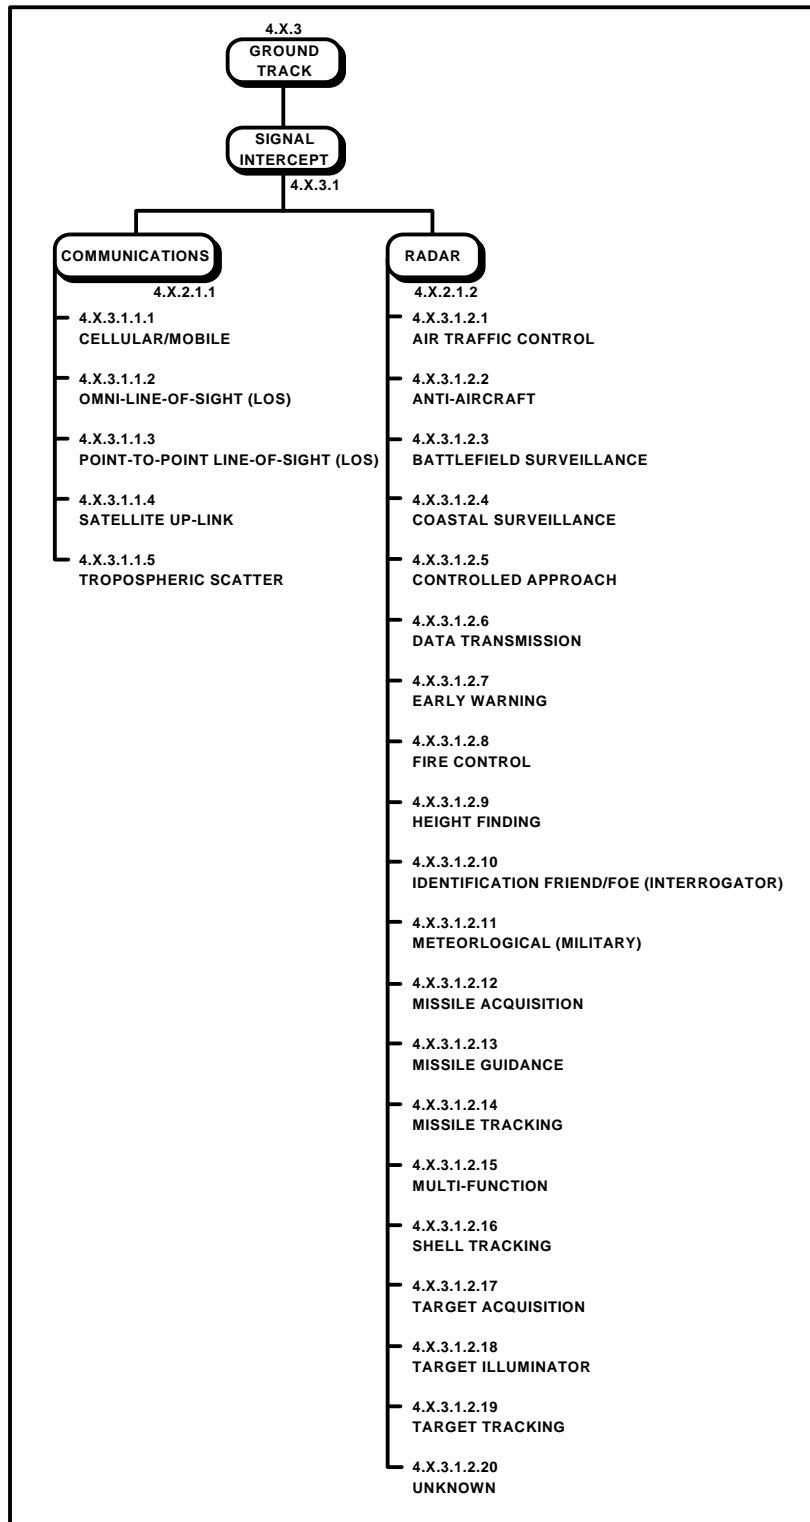 4.X.3
GROUND
TRACK
SIGNAL
INTERCEPT
4.X.3.1
COMMUNICATIONS
4.X.2.1.1
4.X.3.1.1.1
CELLULAR/MOBILE
4.X.3.1.1.2
OMNI-LINE-OF-SIGHT (LOS)
4.X.3.1.1.3
POINT-TO-POINT LINE-OF-SIGHT (LOS)
4.X.3.1.1.4
SATELLITE UP-LINK
4.X.3.1.1.5
TROPOSPHERIC SCATTER
RADAR
4.X.2.1.2
4.X.3.1.2.1
AIR TRAFFIC CONTROL
4.X.3.1.2.2
ANTI-AIRCRAFT
4.X.3.1.2.3
BATTLEFIELD SURVEILLANCE
4.X.3.1.2.4
COASTAL SURVEILLANCE
4.X.3.1.2.5
CONTROLLED APPROACH
4.X.3.1.2.6
DATA TRANSMISSION
4.X.3.1.2.7
EARLY WARNING
4.X.3.1.2.8
FIRE CONTROL
4.X.3.1.2.9
HEIGHT FINDING
4.X.3.1.2.10
IDENTIFICATION FRIEND/FOE (INTERROGATOR)
4.X.3.1.2.11
METEORLOGICAL (MILITARY)
4.X.3.1.2.12
MISSILE ACQUISITION
4.X.3.1.2.13
MISSILE GUIDANCE
4.X.3.1.2.14
MISSILE TRACKING
4.X.3.1.2.15
MULTI-FUNCTION
4.X.3.1.2.16
SHELL TRACKING
4.X.3.1.2.17
TARGET ACQUISITION
4.X.3.1.2.18
TARGET ILLUMINATOR
4.X.3.1.2.19
TARGET TRACKING
4.X.3.1.2.20
UNKNOWN